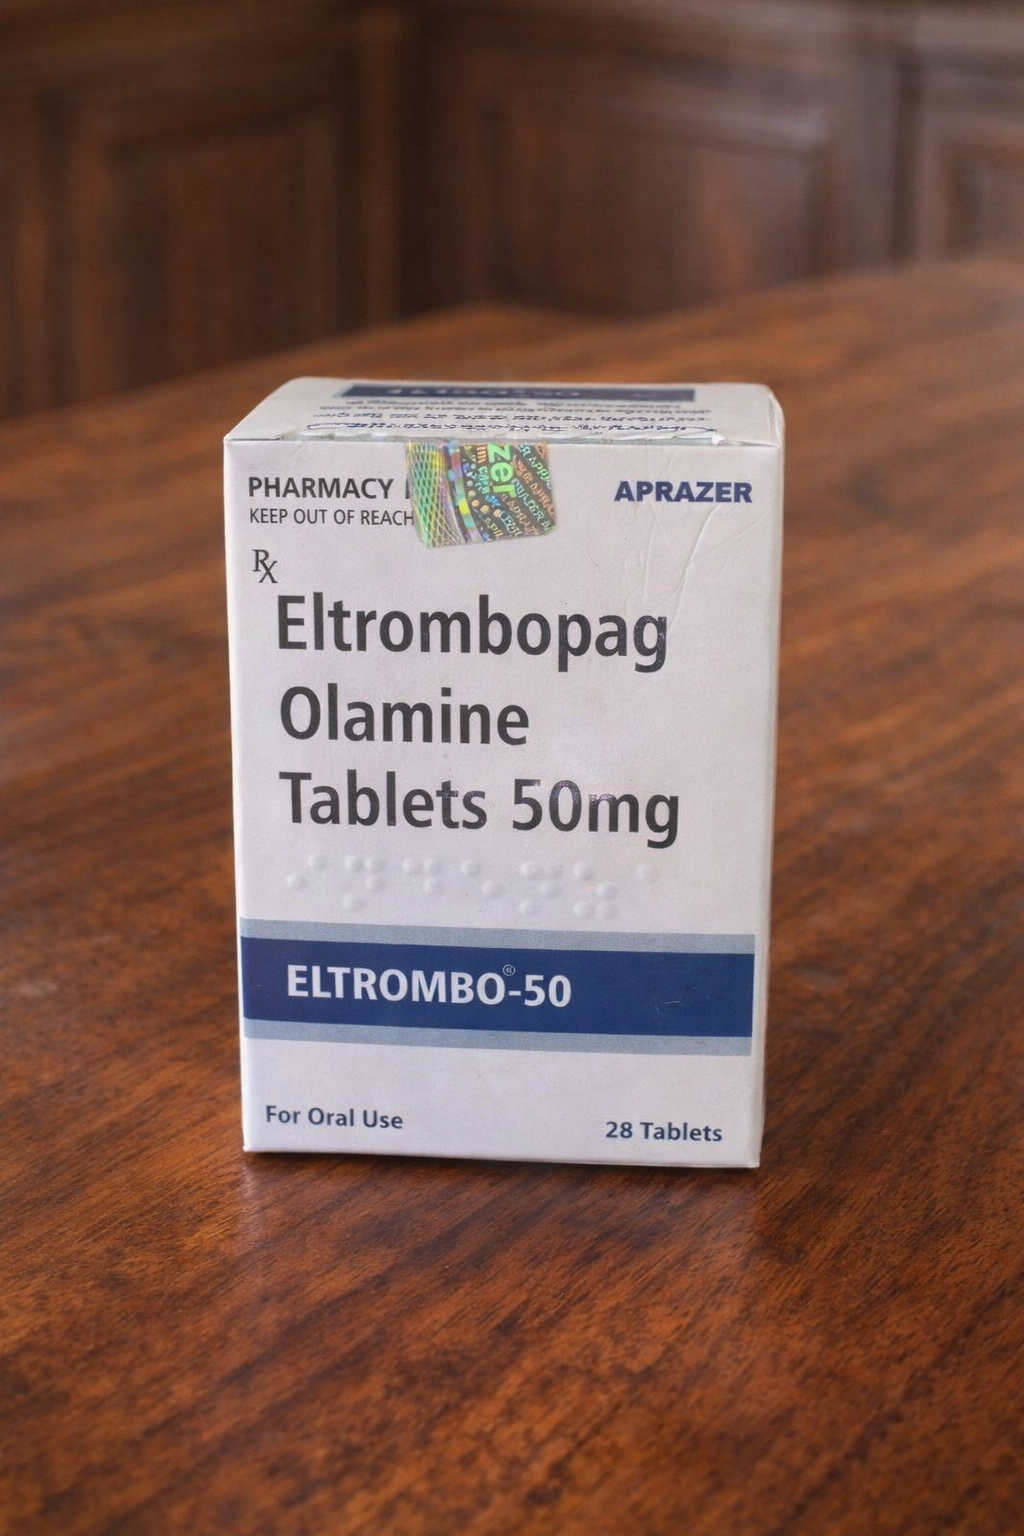 PHARMACY
APRAZER
KEEP OUT OF REACH
Rx
Eltrombopag
Olamine
Tablets 50mg
ELTROMBO®-50
For Oral Use
28 Tablets